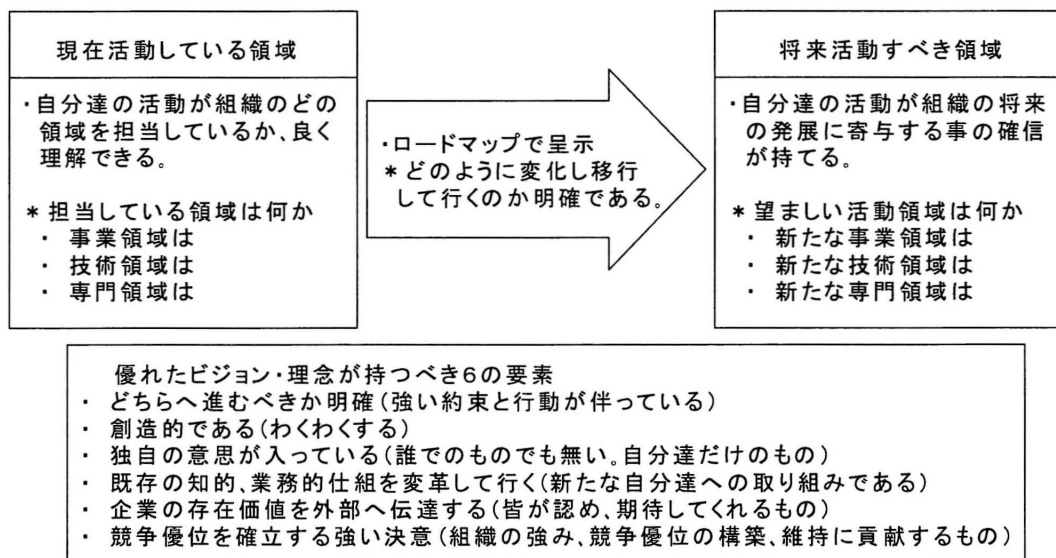 現在活動している領域
・自分達の活動が組織のどの
領域を担当しているか、良く
理解できる。
＊担当している領域は何か
・ 事業領域は
・ 技術領域は
・ 専門領域は
・ロードマップで呈示
＊どのように変化し移行
して行くのか明確である。
将来活動すべき領域
・自分達の活動が組織の将来
の発展に寄与する事の確信
が持てる。
＊望ましい活動領域は何か
・ 新たな事業領域は
・ 新たな技術領域は
・ 新たな専門領域は
優れたビジョン・理念が持つべき6の要素
・ どちらへ進むべきか明確(強い約束と行動が伴っている)
・ 創造的である(わくわくする)
・ 独自の意思が入っている(誰でのものでも無い。自分達だけのもの)
・ 既存の知的、業務的仕組を変革して行く(新たな自分達への取り組みである)
・ 企業の存在価値を外部へ伝達する(皆が認め、期待してくれるもの)
・ 競争優位を確立する強い決意(組織の強み、競争優位の構築、維持に貢献するもの)